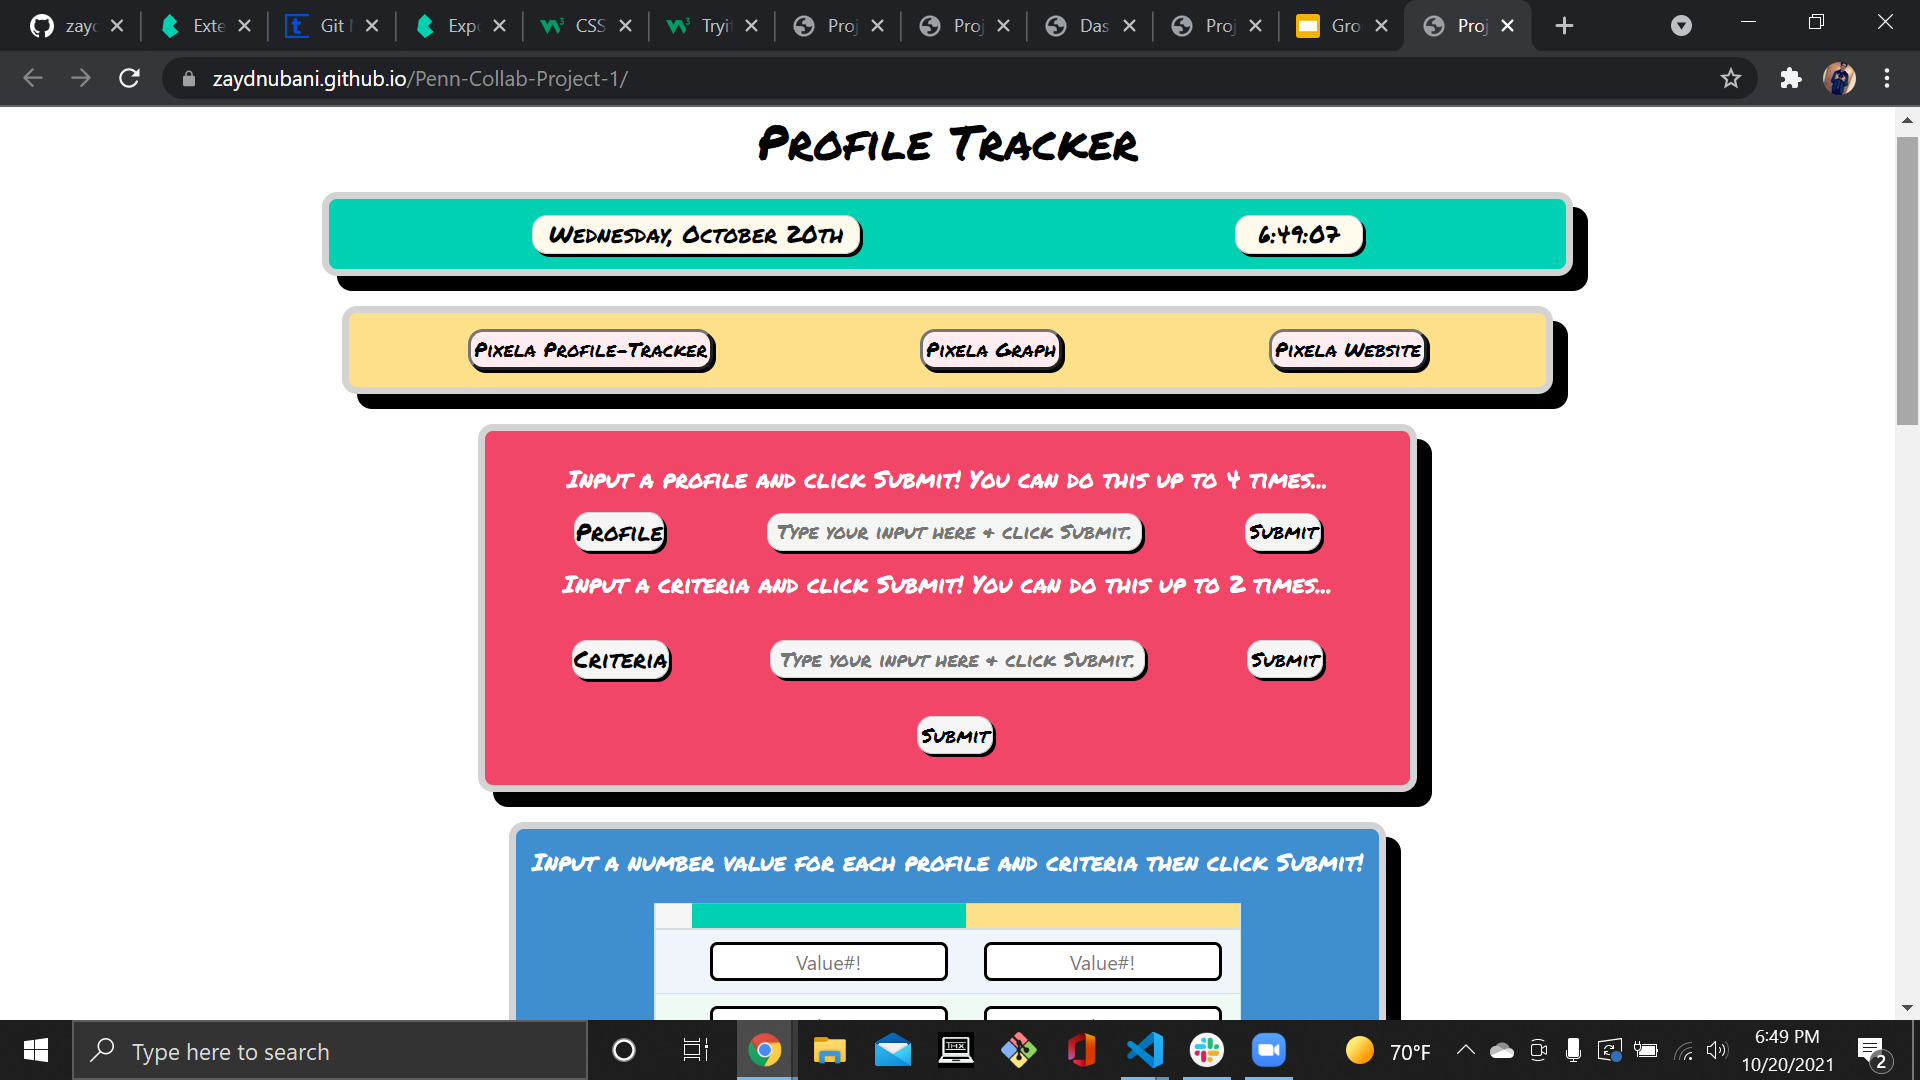 zayd Exte Git Expo CSS Tryi Proj Proj Das Proj Gro Proj
zaydnubani.github.io/Penn-Collab-Project-1/
Profile Tracker
Wednesday, October 20th 6:49:07
Pixela Profile-Tracker Pixela Graph Pixela Website
Input a profile and click Submit! You can do this up to 4 times...
Profile Type your input here & click Submit. Submit
Input a criteria and click Submit! You can do this up to 2 times...
Criteria Type your input here & click Submit. Submit
Submit
Input a number value for each profile and criteria then click Submit!
Value#! Value#!
Type here to search 70°F 6:49 PM
10/20/2021 2